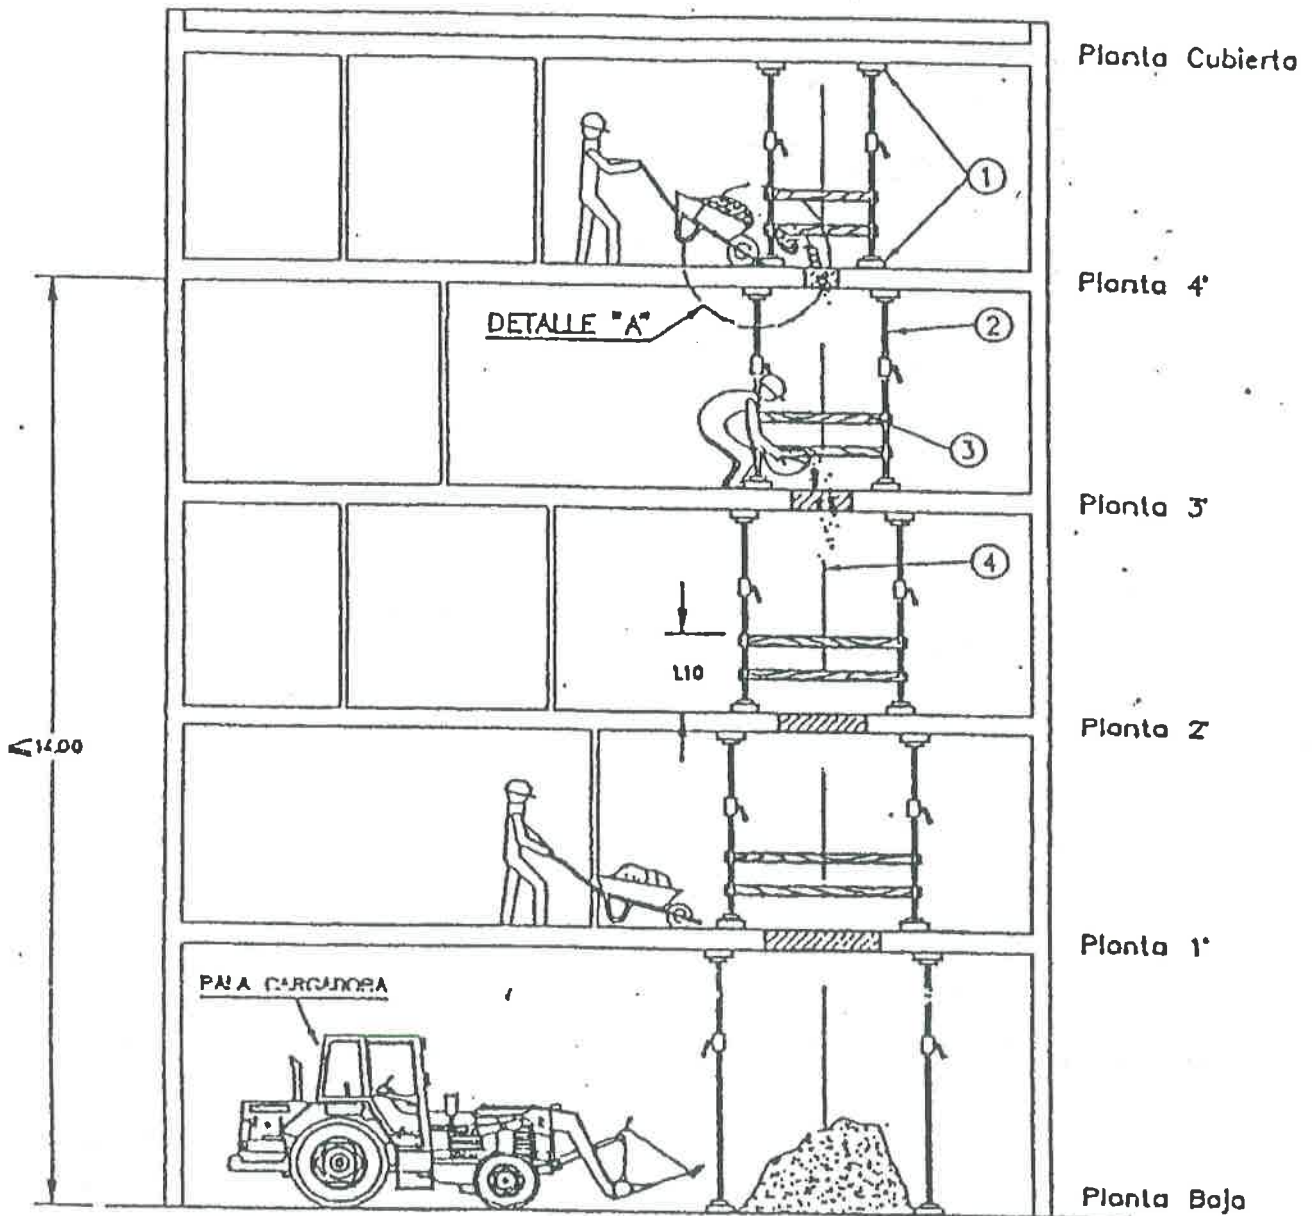 Planta Cubierta
1
Planta 4ª
2
DETALLE "A"
3
Planta 3ª
4
1.10
Planta 2ª
≤14.00
Planta 1ª
PALA CARGADORA
Planta Baja